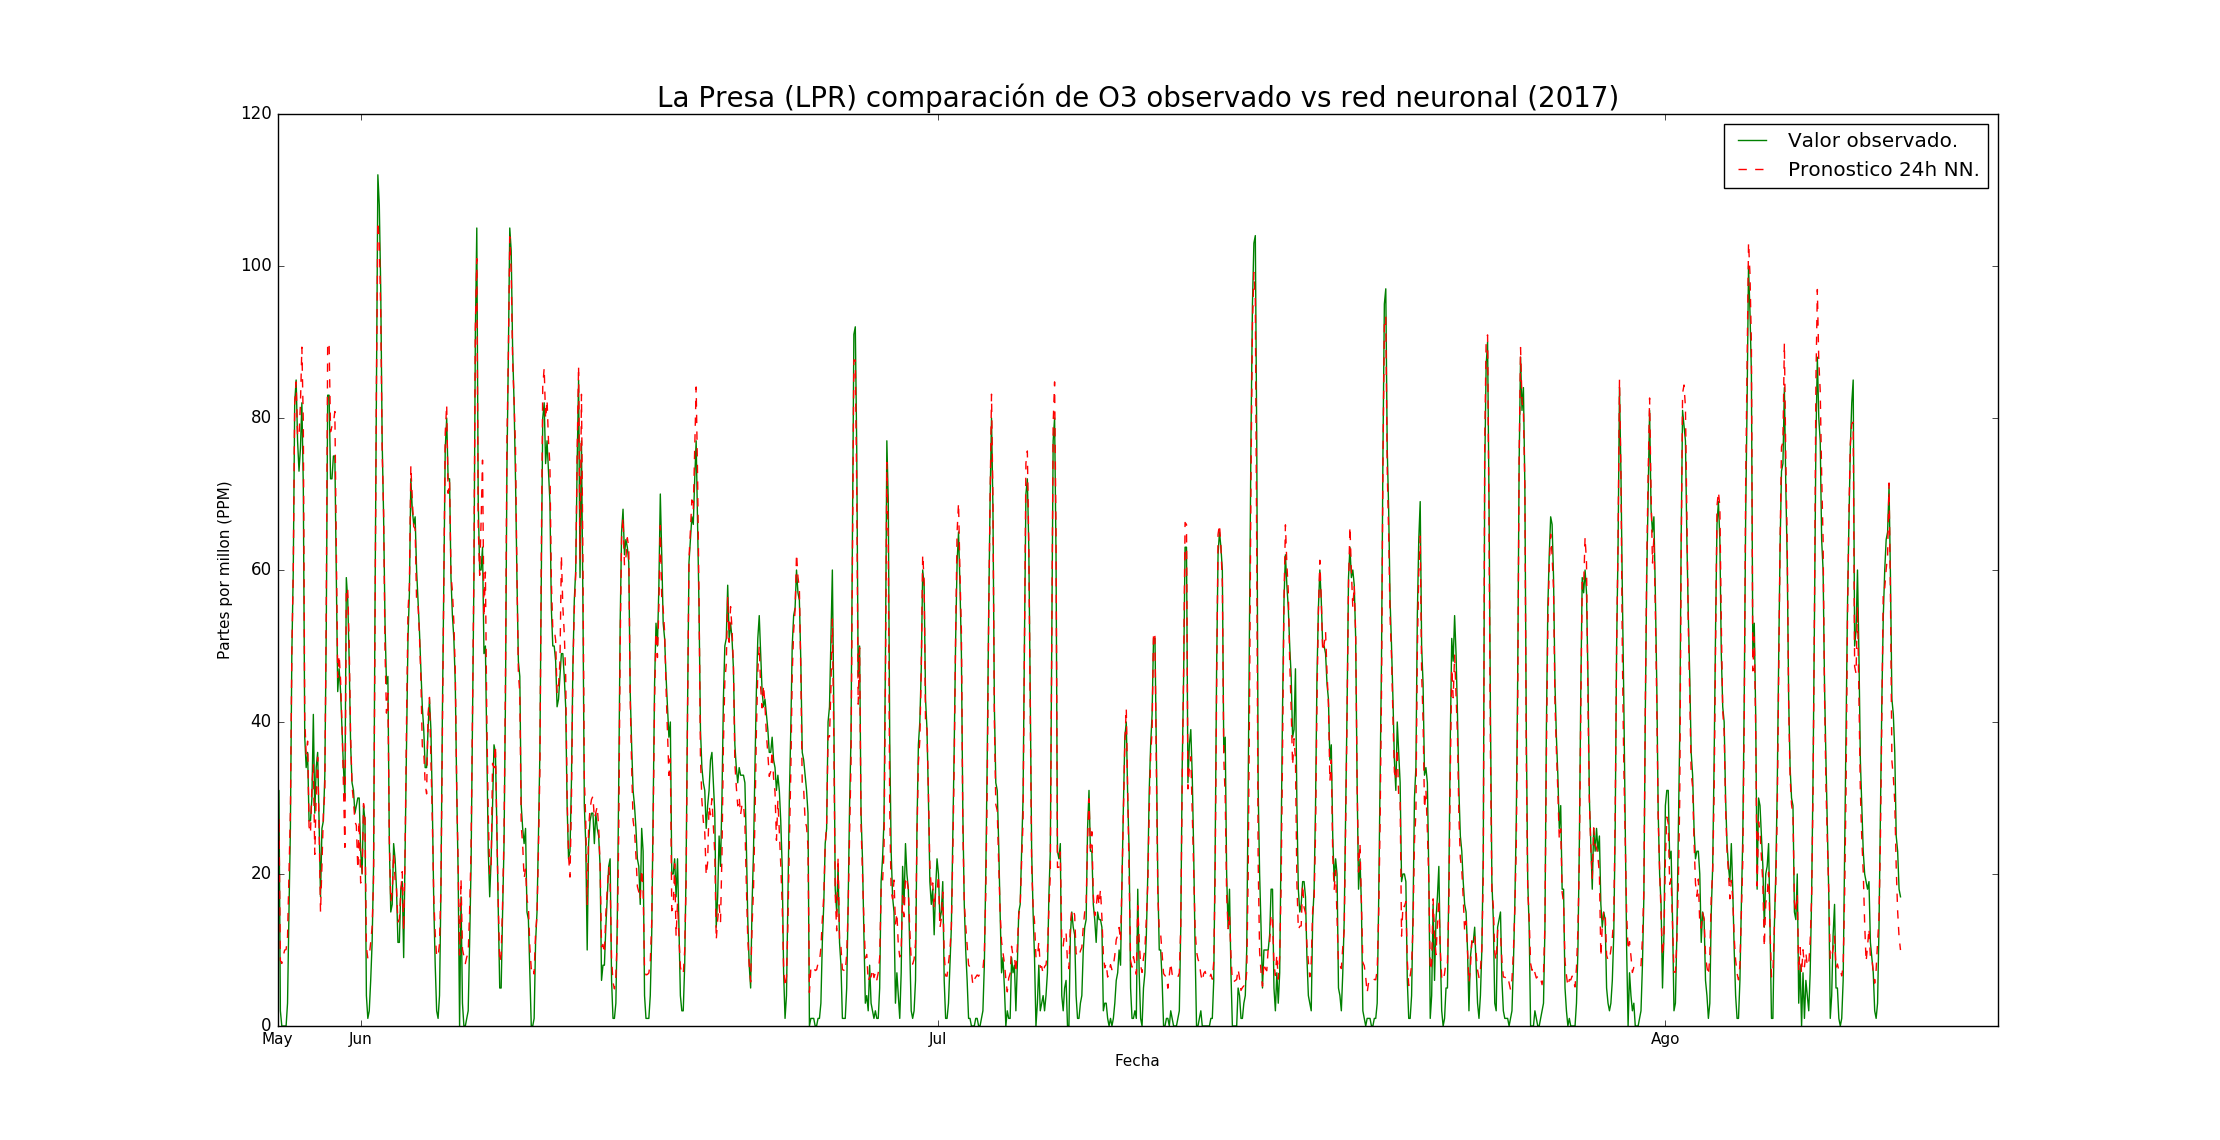 La Presa (LPR) comparación de O3 observado vs red neuronal (2017)
120
100
80
60
40
20
0
Partes por millon (PPM)
Valor observado.
Pronostico 24h NN.
May
Jun
Jul
Ago
Fecha